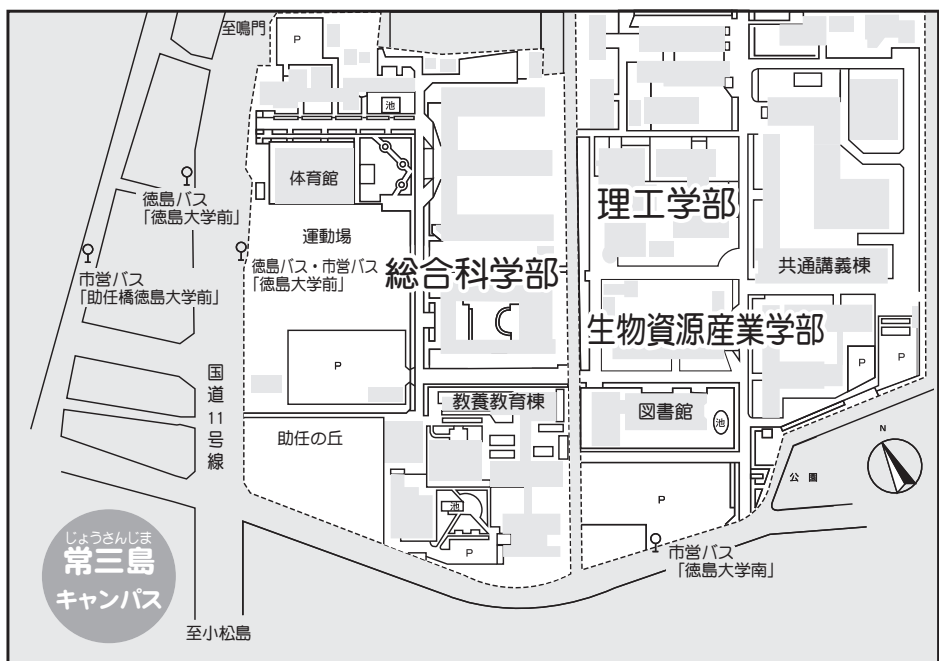 至鳴門
P
池
体育館
徳島バス
「徳島大学前」
運動場
徳島バス・市営バス
「徳島大学前」
市営バス
「助任橋徳島大学前」
総合科学部
理工学部
共通講義棟
生物資源産業学部
P
P
P
国道11号線
教養教育棟
図書館
池
助任の丘
N
公園
池
P
P
市営バス
「徳島大学南」
じょうさんじま
常三島
キャンパス
至小松島